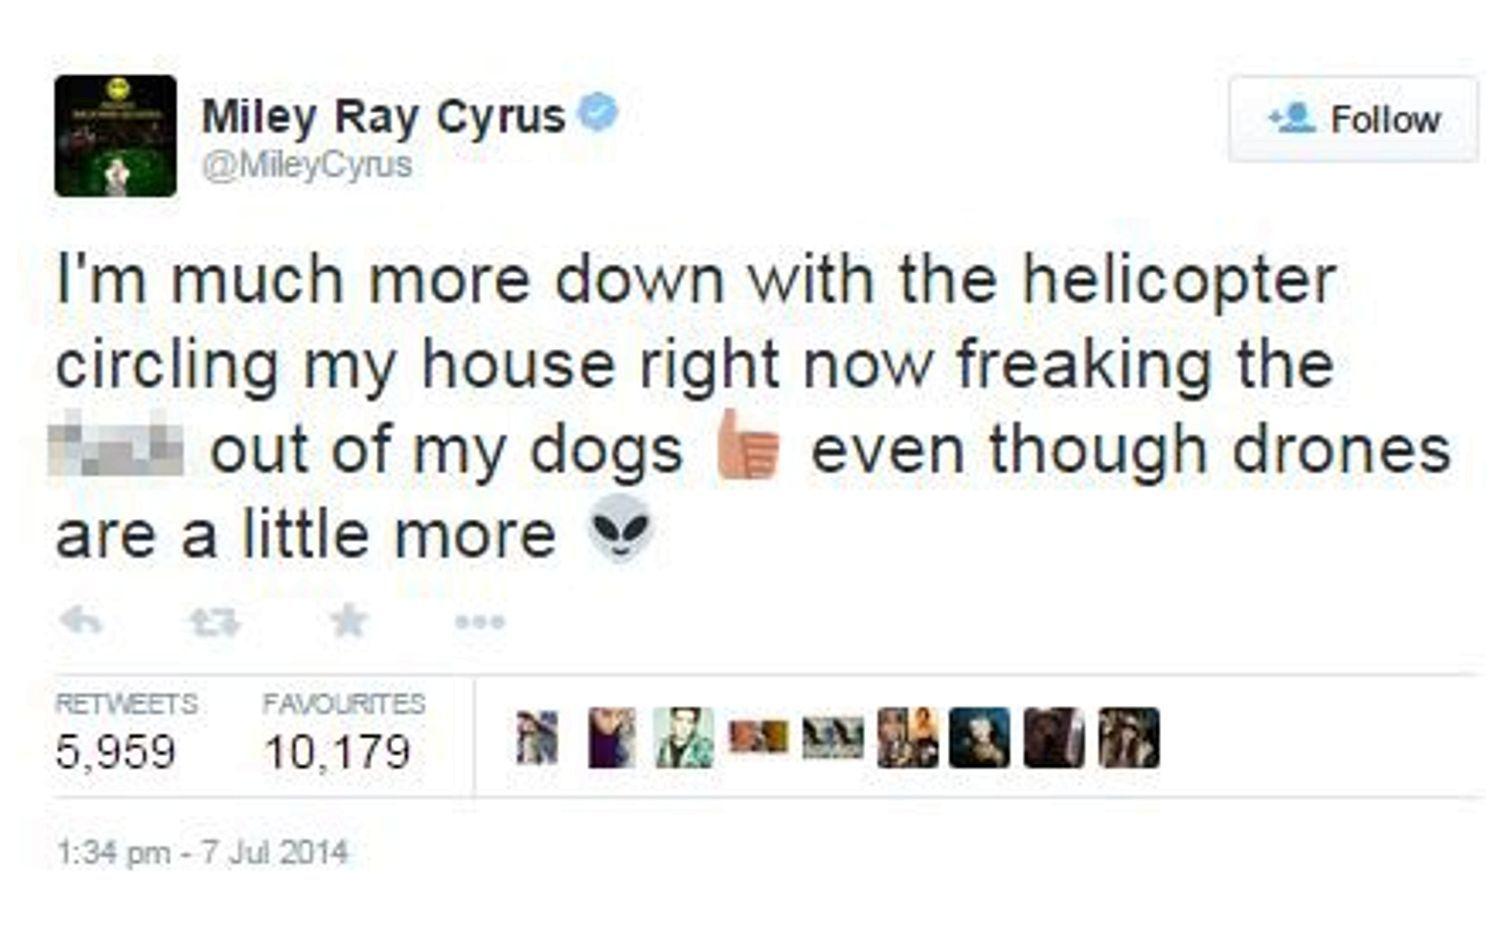 Miley Ray Cyrus
@MileyCyrus
Follow
I'm much more down with the helicopter
circling my house right now freaking the
out of my dogs 👍 even though drones
are a little more 👽
RETWEETS FAVOURITES
5,959 10,179
1:34 pm - 7 Jul 2014